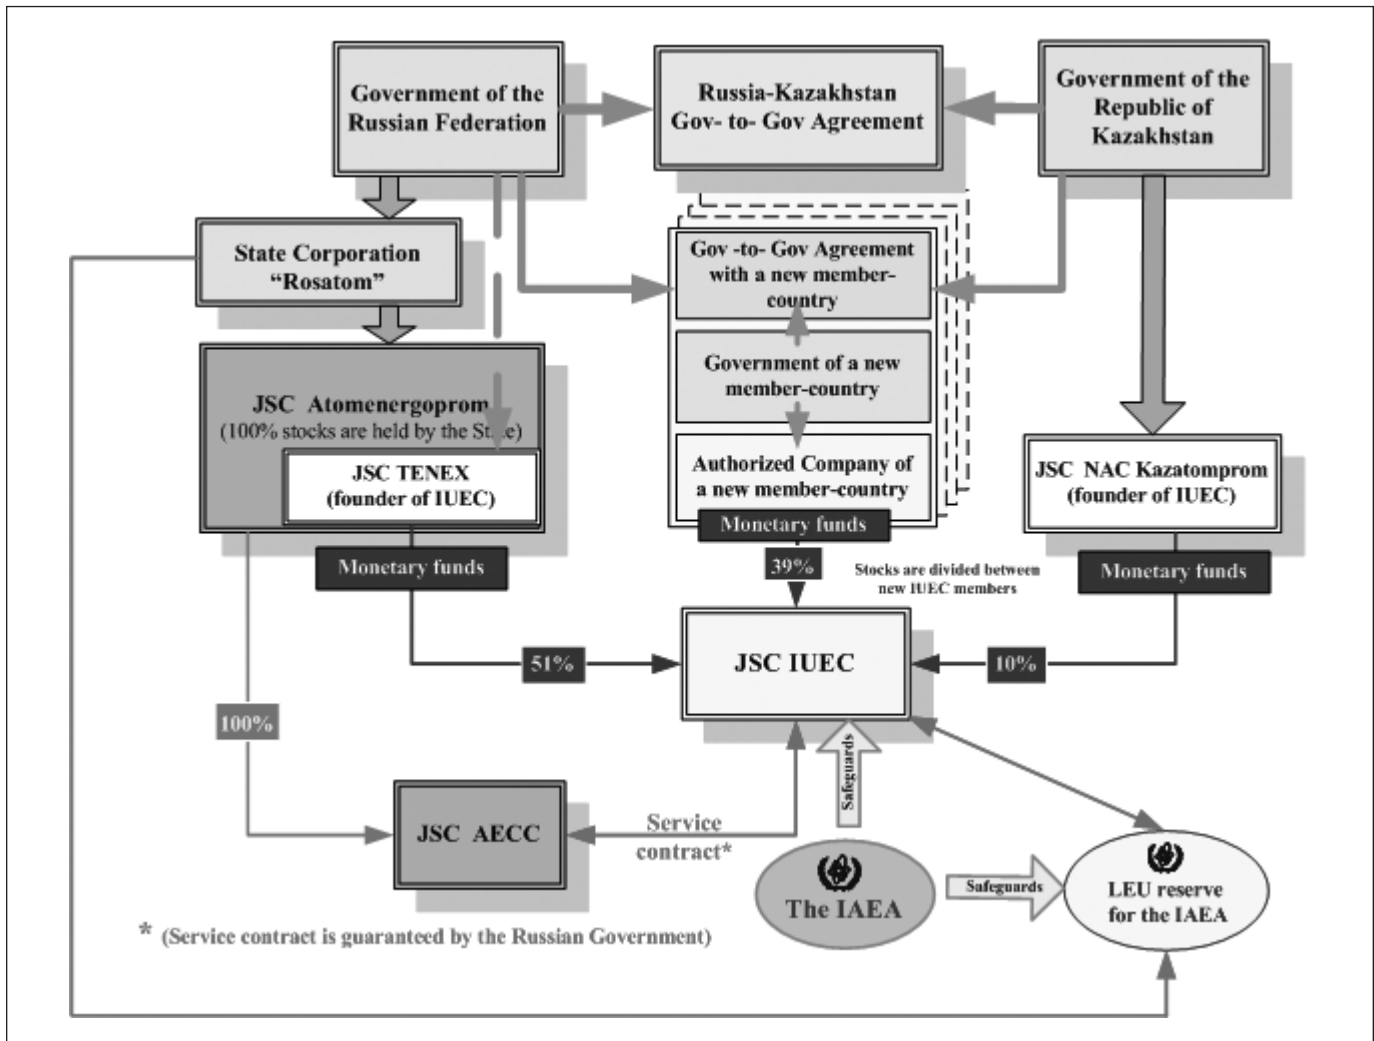 Government of the
Russian Federation
Russia-Kazakhstan
Gov- to- Gov Agreement
Government of the
Republic of
Kazakhstan
State Corporation
“Rosatom”
Gov -to- Gov Agreement
with a new member-
country
Government of a new
member-country
JSC Atomenergoprom
(100% stocks are held by the State)
JSC TENEX
(founder of IUEC)
Authorized Company of
a new member-country
JSC NAC Kazatomprom
(founder of IUEC)
Monetary funds
Monetary funds
Monetary funds
39%
Stocks are divided between
new IUEC members
51%
JSC IUEC
10%
100%
Safeguards
JSC AECC
Service
contract*
The IAEA
Safeguards
LEU reserve
for the IAEA
* (Service contract is guaranteed by the Russian Government)